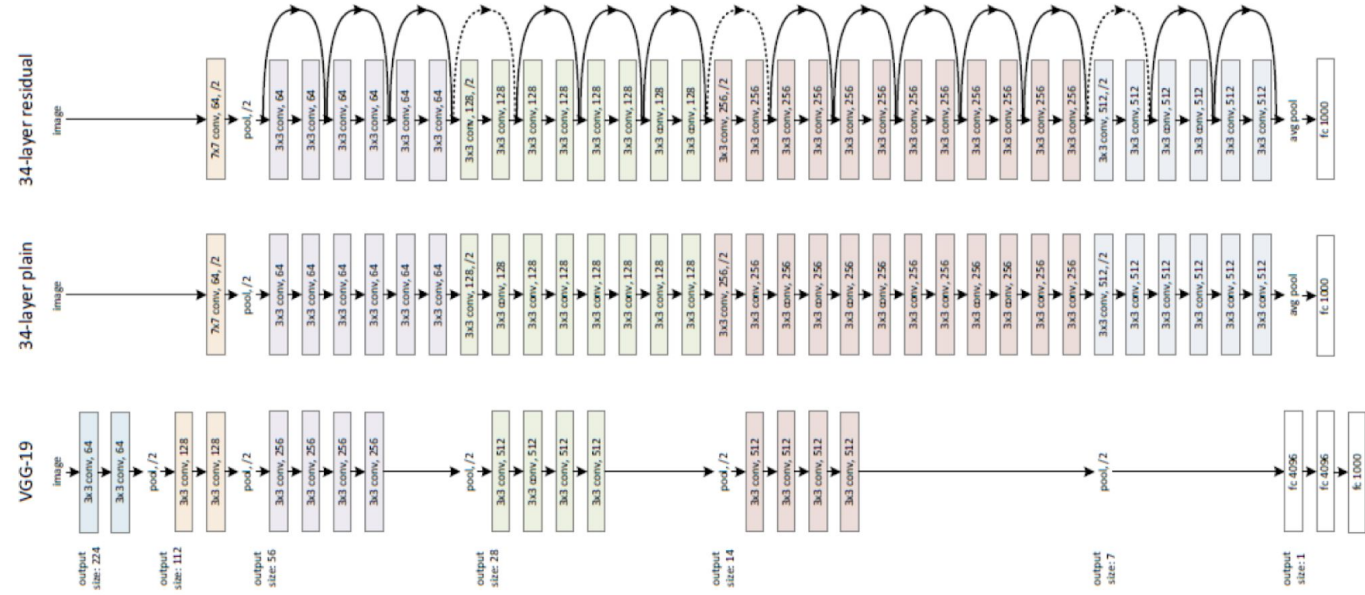 output
size: 224
output
size: 112
output
size: 56
output
size: 28
output
size: 14
output
size: 7
output
size: 1
VGG-19
image
3x3 conv, 64
3x3 conv, 64
pool, /2
3x3 conv, 128
3x3 conv, 128
pool, /2
3x3 conv, 256
3x3 conv, 256
3x3 conv, 256
3x3 conv, 256
pool, /2
3x3 conv, 512
3x3 conv, 512
3x3 conv, 512
3x3 conv, 512
pool, /2
3x3 conv, 512
3x3 conv, 512
3x3 conv, 512
3x3 conv, 512
pool, /2
fc 4096
fc 4096
fc 1000
34-layer plain
image
7x7 conv, 64, /2
pool, /2
3x3 conv, 64
3x3 conv, 64
3x3 conv, 64
3x3 conv, 64
3x3 conv, 64
3x3 conv, 64
3x3 conv, 128, /2
3x3 conv, 128
3x3 conv, 128
3x3 conv, 128
3x3 conv, 128
3x3 conv, 128
3x3 conv, 128
3x3 conv, 128
3x3 conv, 256, /2
3x3 conv, 256
3x3 conv, 256
3x3 conv, 256
3x3 conv, 256
3x3 conv, 256
3x3 conv, 256
3x3 conv, 256
3x3 conv, 256
3x3 conv, 256
3x3 conv, 256
3x3 conv, 256
3x3 conv, 512, /2
3x3 conv, 512
3x3 conv, 512
3x3 conv, 512
3x3 conv, 512
3x3 conv, 512
avg pool
fc 1000
34-layer residual
image
7x7 conv, 64, /2
pool, /2
3x3 conv, 64
3x3 conv, 64
3x3 conv, 64
3x3 conv, 64
3x3 conv, 64
3x3 conv, 64
3x3 conv, 128, /2
3x3 conv, 128
3x3 conv, 128
3x3 conv, 128
3x3 conv, 128
3x3 conv, 128
3x3 conv, 128
3x3 conv, 128
3x3 conv, 256, /2
3x3 conv, 256
3x3 conv, 256
3x3 conv, 256
3x3 conv, 256
3x3 conv, 256
3x3 conv, 256
3x3 conv, 256
3x3 conv, 256
3x3 conv, 256
3x3 conv, 256
3x3 conv, 256
3x3 conv, 512, /2
3x3 conv, 512
3x3 conv, 512
3x3 conv, 512
3x3 conv, 512
3x3 conv, 512
avg pool
fc 1000